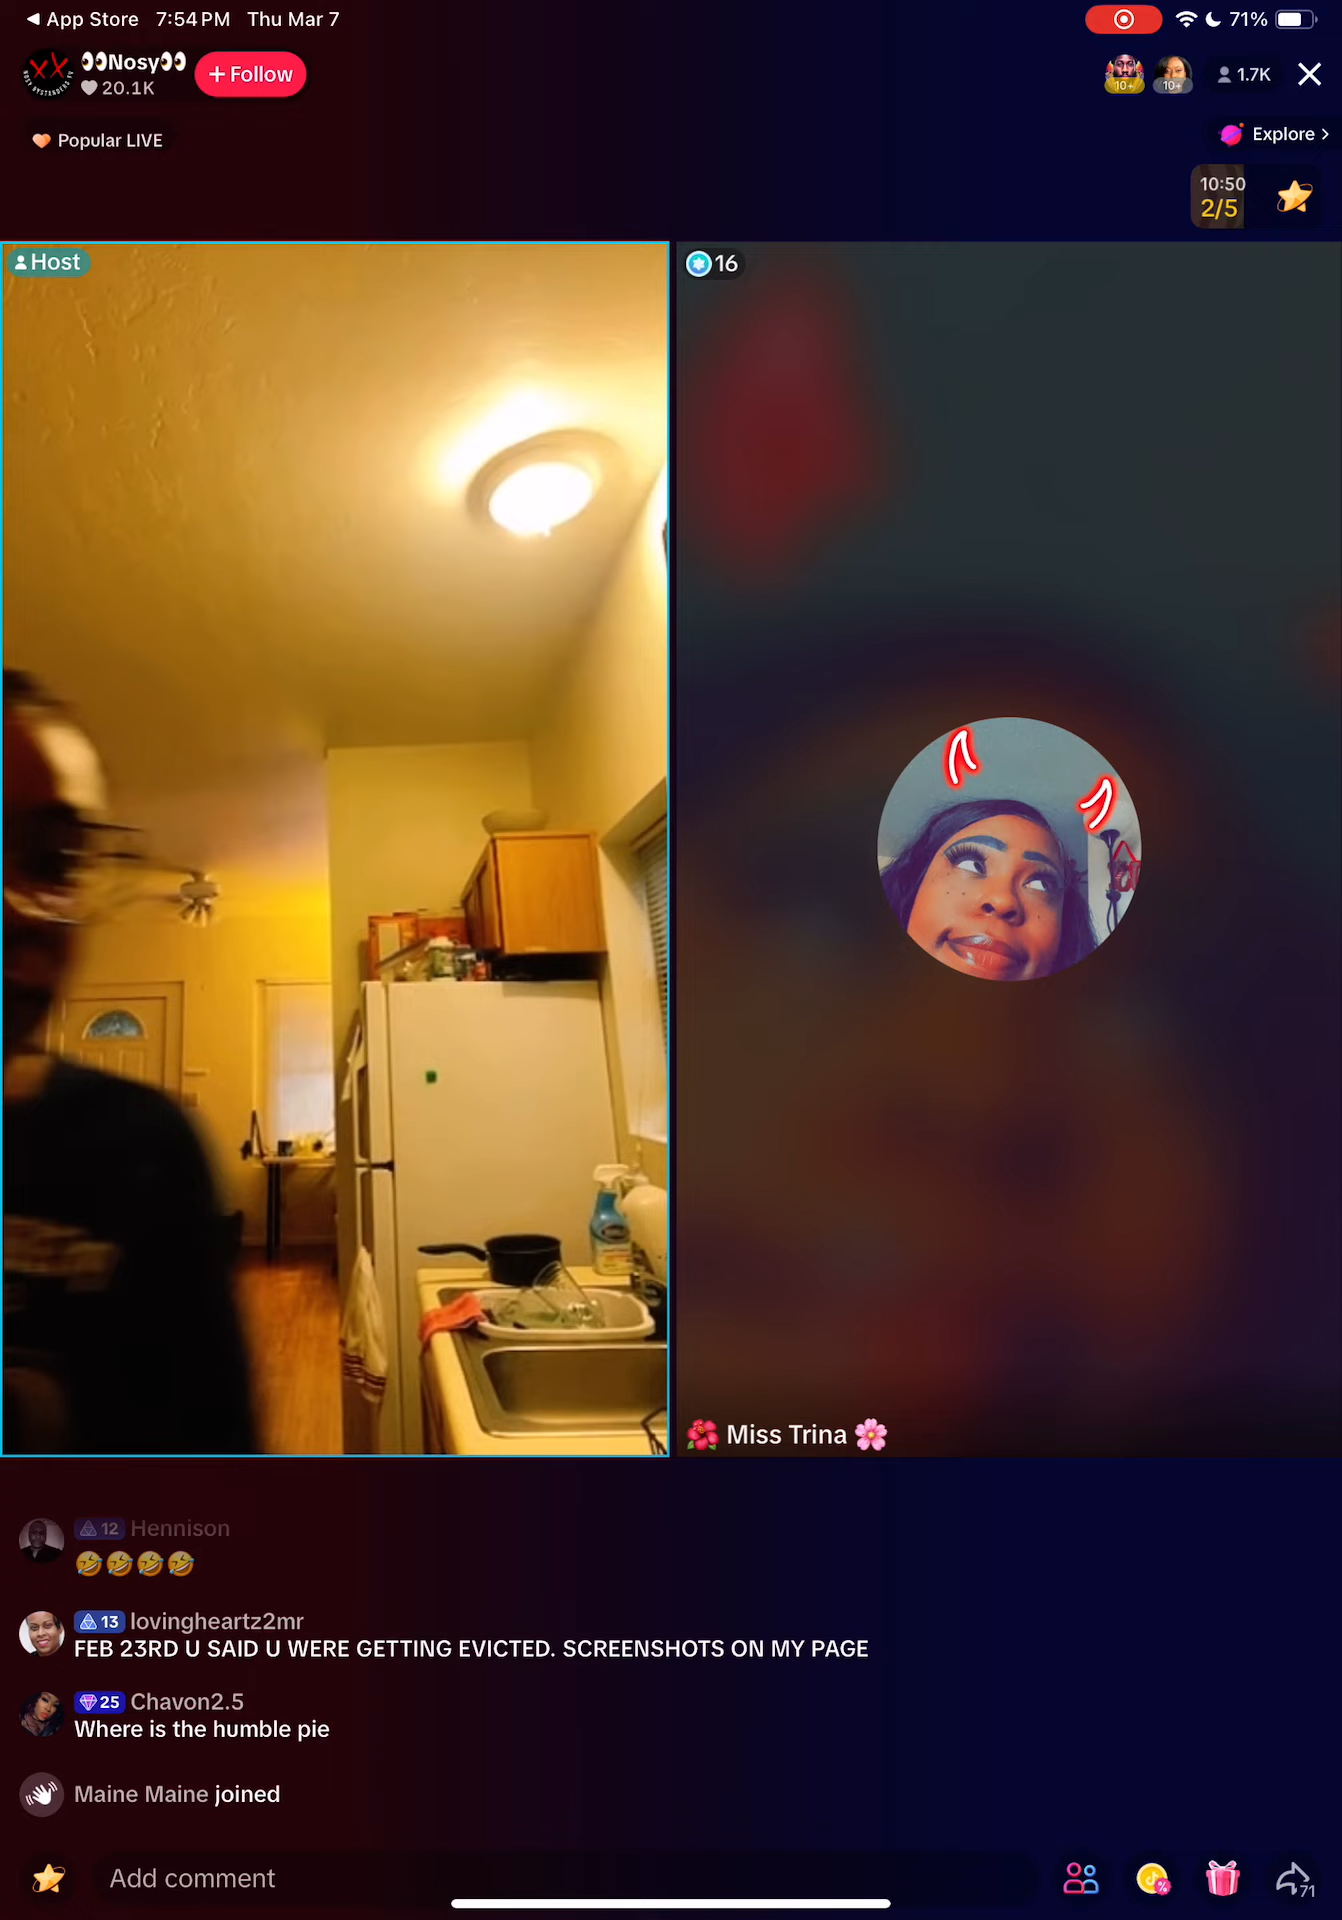 App Store 7:54 PM Thu Mar 7
71%
👀Nosy👀
20.1K
+ Follow
10+
10+
1.7K
Popular LIVE
Explore >
10:50
2/5
Host
16
🌺 Miss Trina 🌸
12 Hennison
🤣🤣🤣🤣
13 lovingheartz2mr
FEB 23RD U SAID U WERE GETTING EVICTED. SCREENSHOTS ON MY PAGE
25 Chavon2.5
Where is the humble pie
Maine Maine joined
Add comment
71